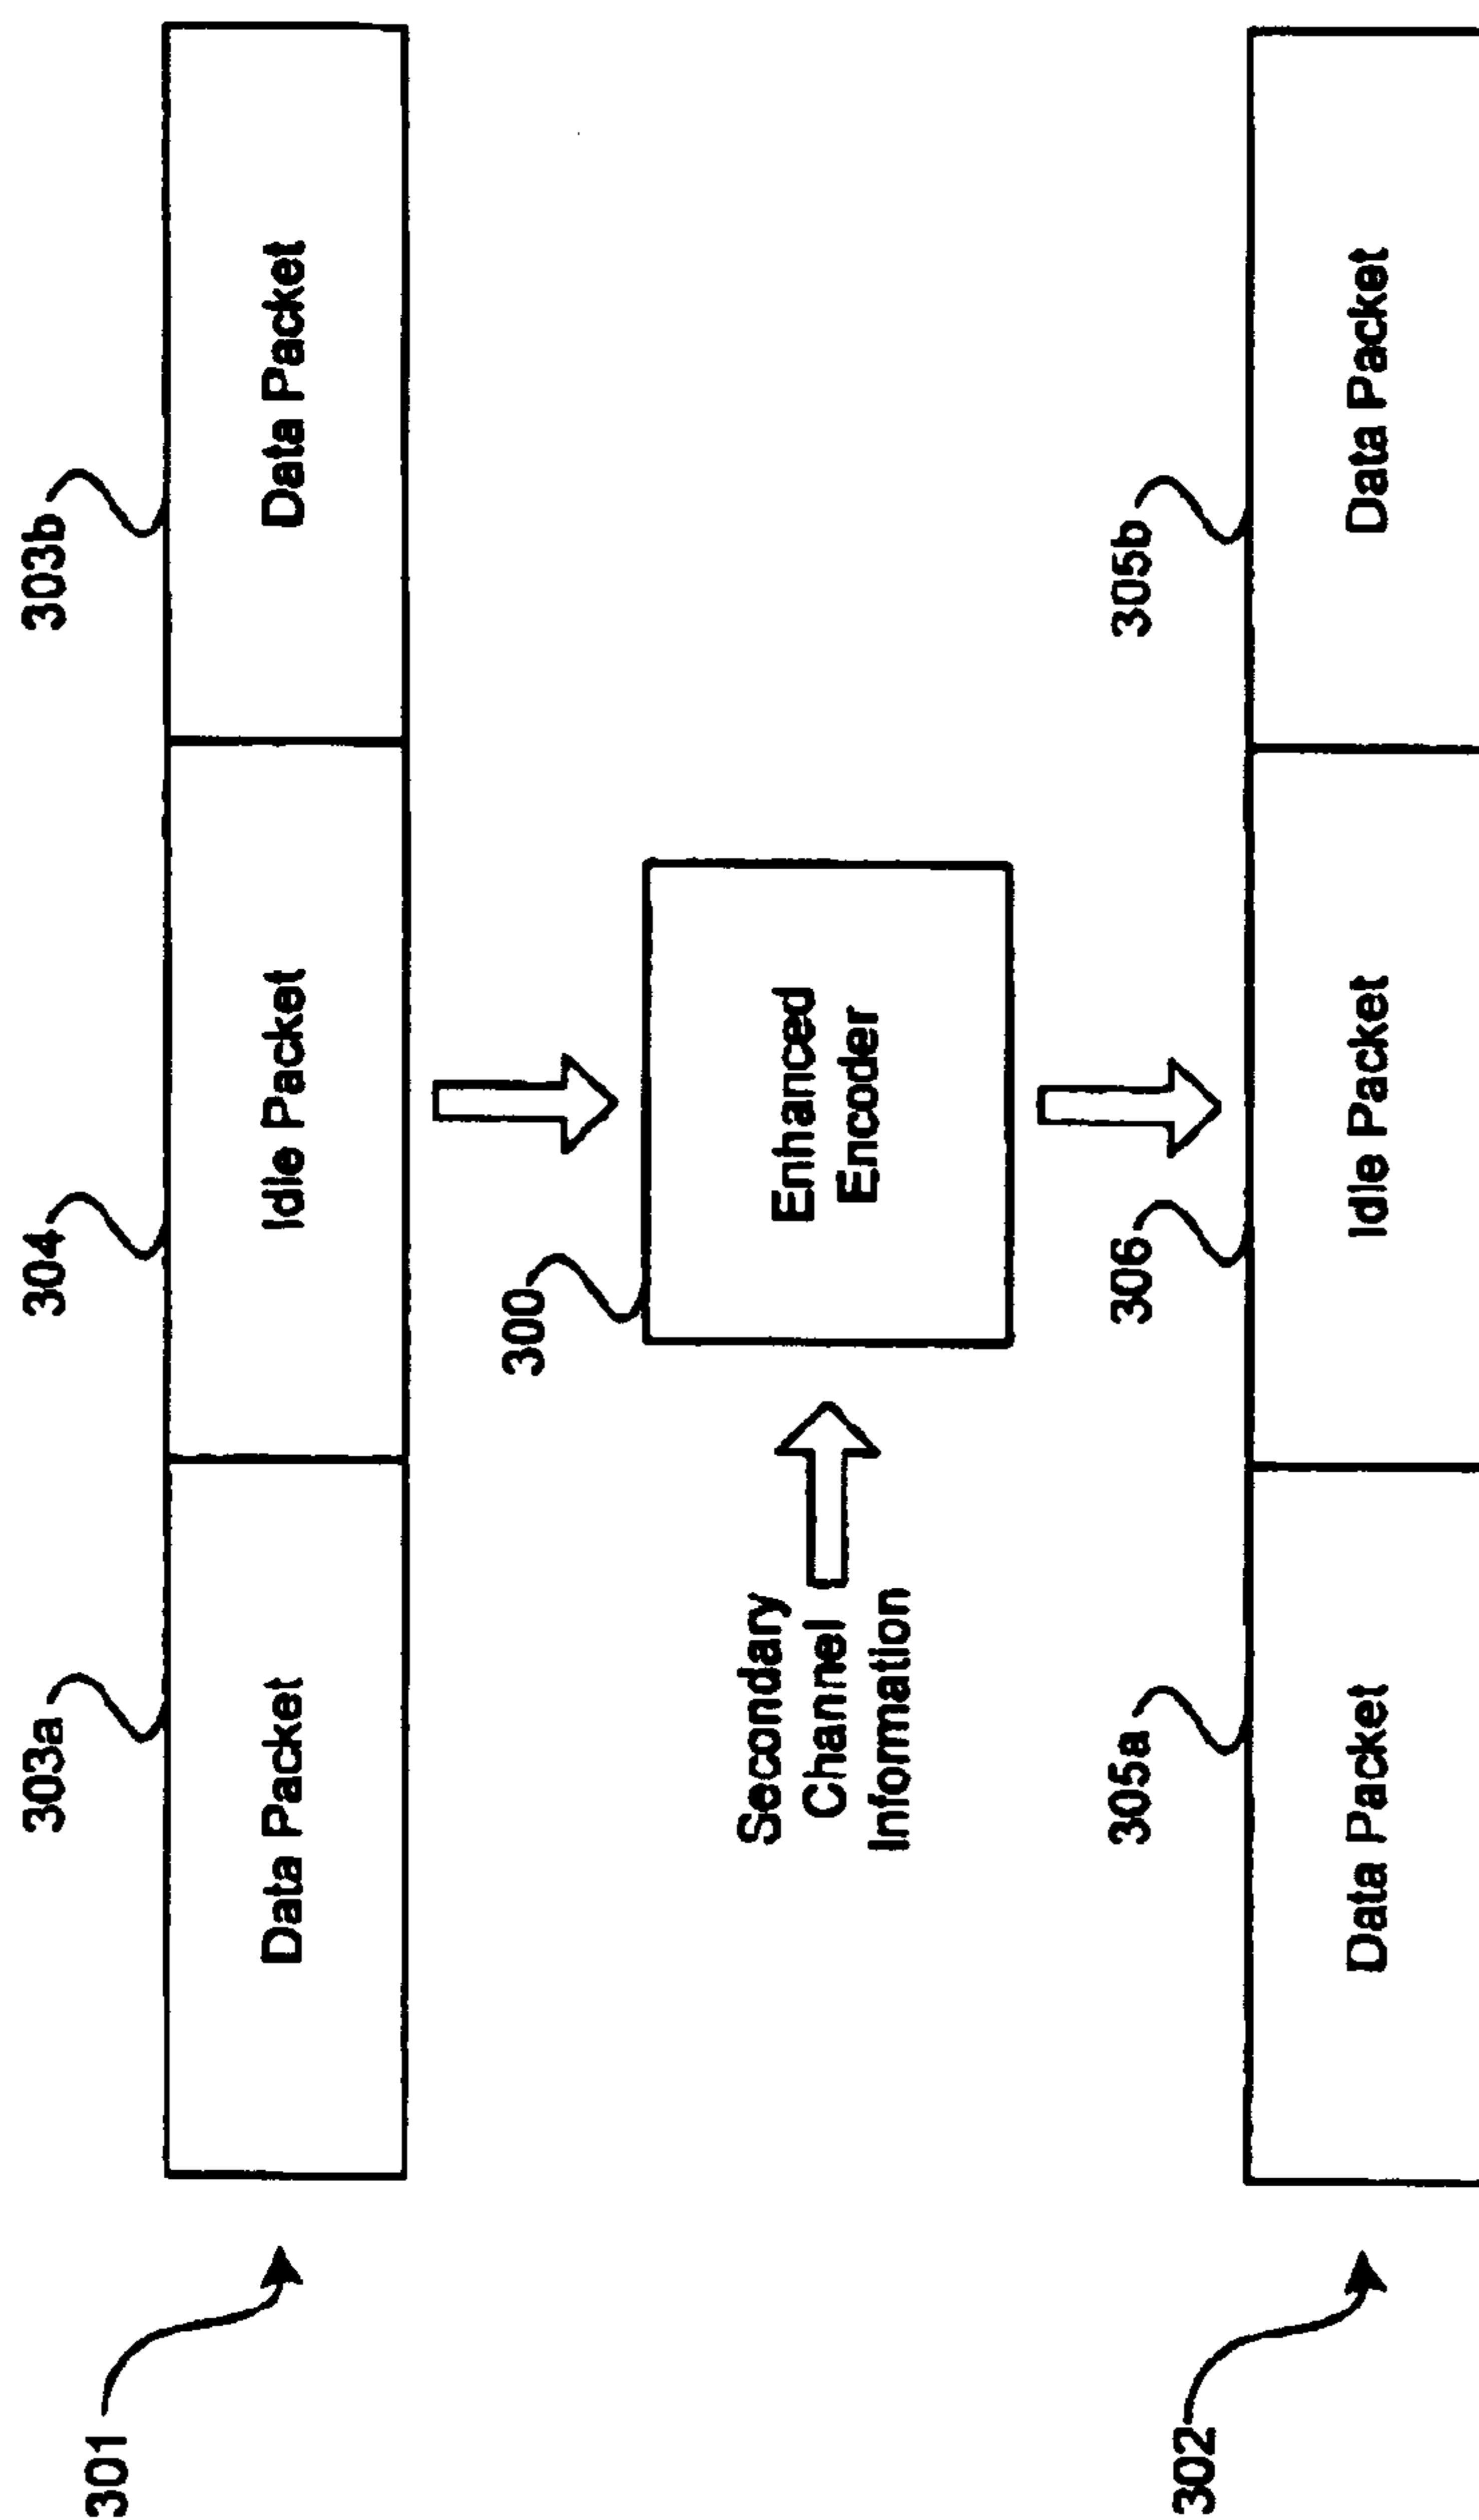 303a
304
303b
301
Data Packet
Idle Packet
Data Packet
300
Secondary
Channel
Information
Enhanced
Encoder
305a
306
305b
302
Data Packet
Idle Packet
Data Packet